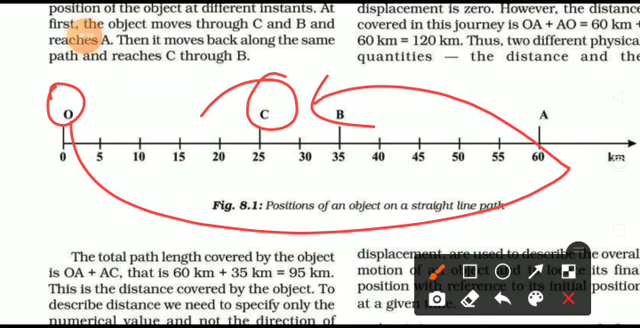 position of the object at different instants. At
first, the object moves through C and B and
reaches A. Then it moves back along the same
path and reaches C through B.
displacement is zero. However, the distance
covered in this journey is OA + AO = 60 km +
60 km = 120 km. Thus, two different physical
quantities — the distance and the
O C B A
0 5 10 15 20 25 30 35 40 45 50 55 60 km
Fig. 8.1: Positions of an object on a straight line path
The total path length covered by the object
is OA + AC, that is 60 km + 35 km = 95 km.
This is the distance covered by the object. To
describe distance we need to specify only the
numerical value and not the direction of
displacement, are used to describe the overall
motion of object and to its final
position with reference to its initial position
at a given